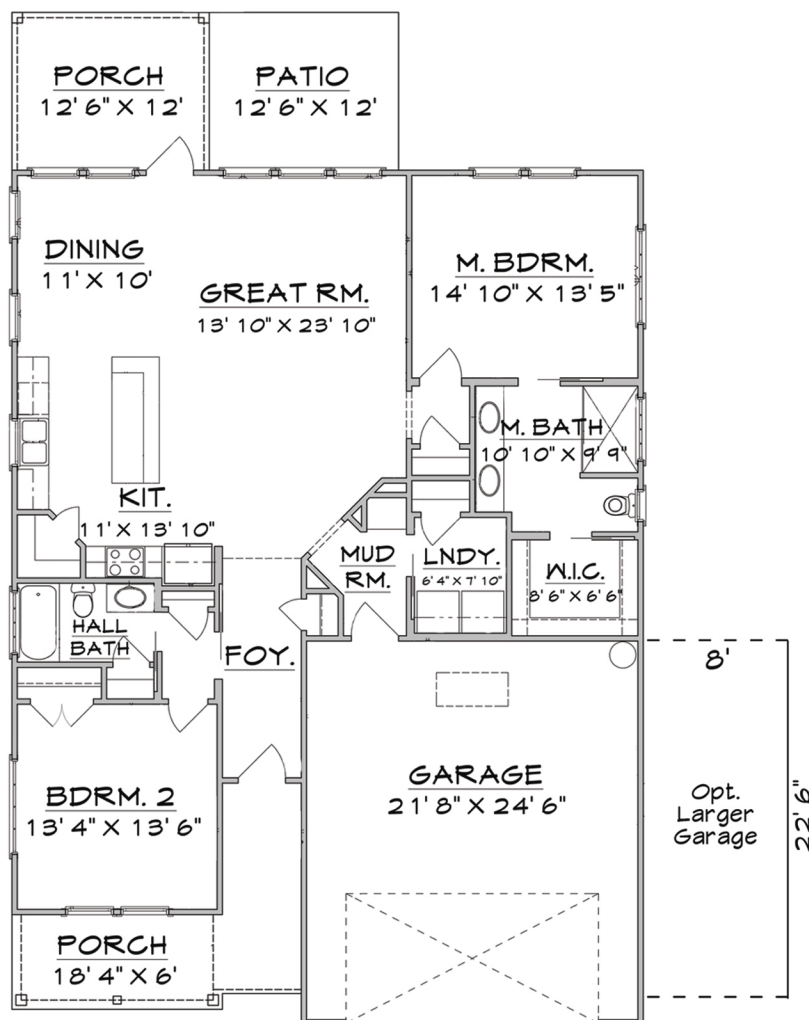 PORCH
12' 6" X 12'
PATIO
12' 6" X 12'
DINING
11' X 10'
GREAT RM.
13' 10" X 23' 10"
M. BDRM.
14' 10" X 13' 5"
M. BATH
10' 10" X 9' 9"
KIT.
11' X 13' 10"
MUD
RM.
LNDY.
6' 4" X 7' 10"
W.I.C.
8' 6" X 6' 6"
HALL
BATH
FOY.
8'
BDRM. 2
13' 4" X 13' 6"
GARAGE
21' 8" X 24' 6"
Opt.
Larger
Garage
22' 6"
PORCH
18' 4" X 6'